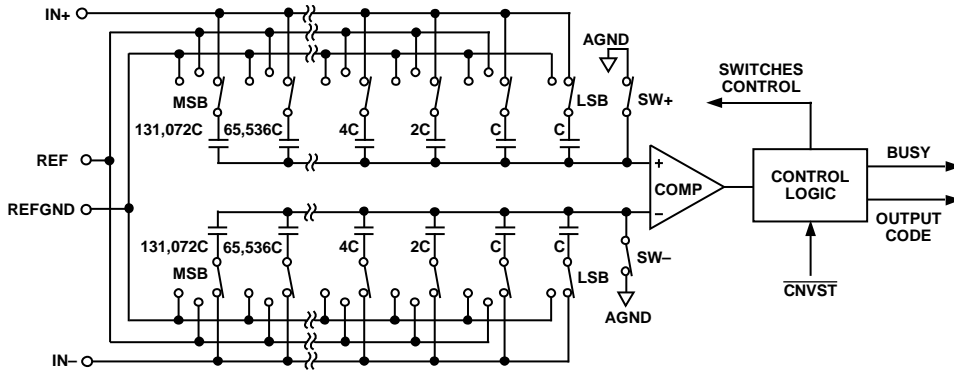 IN+
AGND
SWITCHES
CONTROL
MSB
LSB
SW+
131,072C 65,536C 4C 2C C C
REF
+
COMP
–
CONTROL
LOGIC
BUSY
REFGND
OUTPUT
CODE
131,072C 65,536C 4C 2C C C
MSB
LSB
SW–
CNVST
AGND
IN–